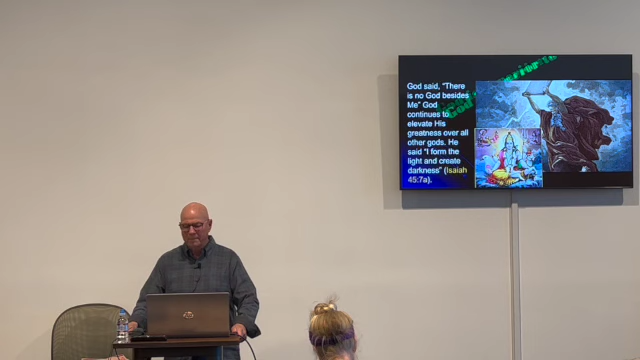 God said, "There
is no God besides
Me" God
continues to
elevate His
greatness over all
other gods. He
said "I form the
light and create
darkness" (Isaiah
45:7a).
hp